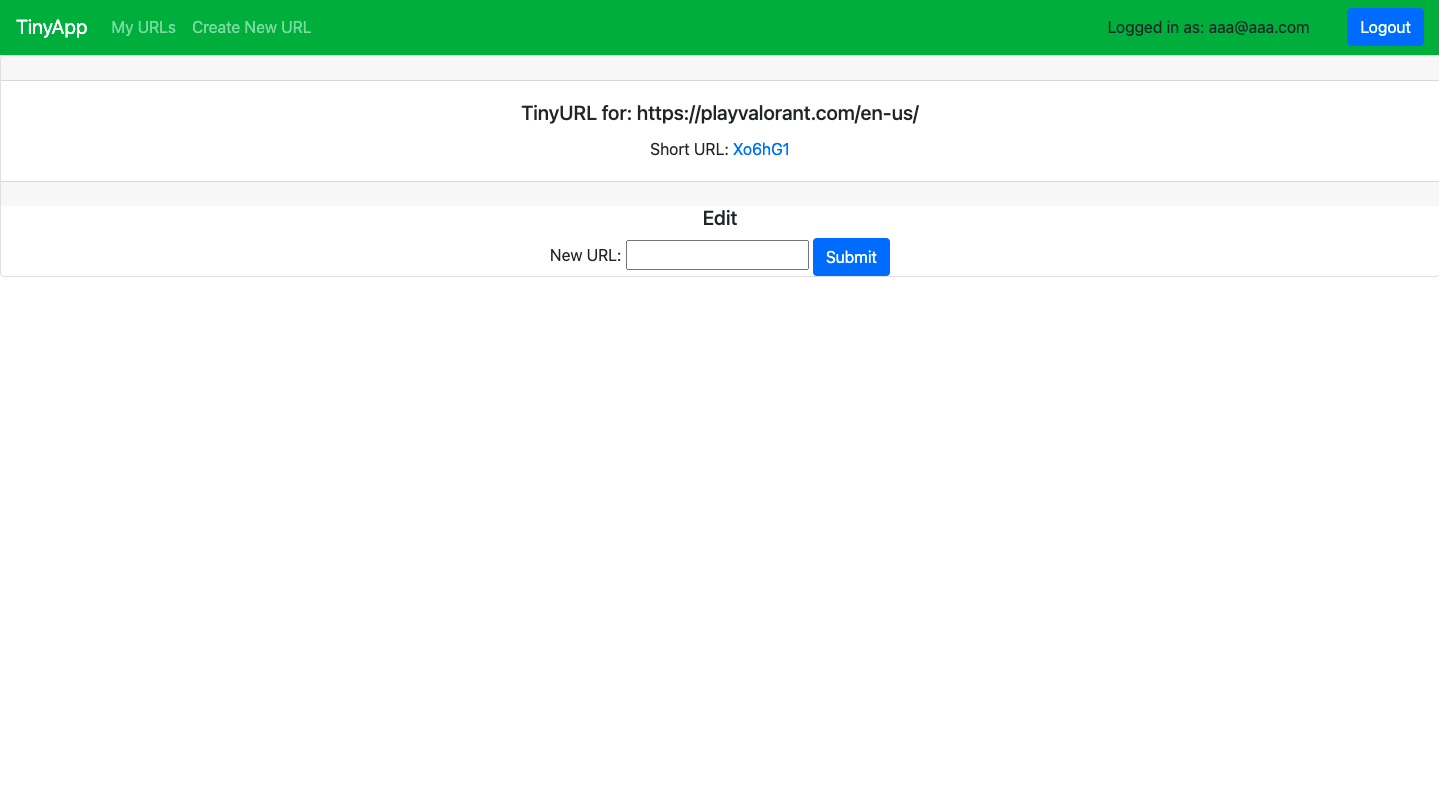 TinyApp My URLs Create New URL Logged in as: aaa@aaa.com Logout
TinyURL for: https://playvalorant.com/en-us/
Short URL: Xo6hG1
Edit
New URL: Submit